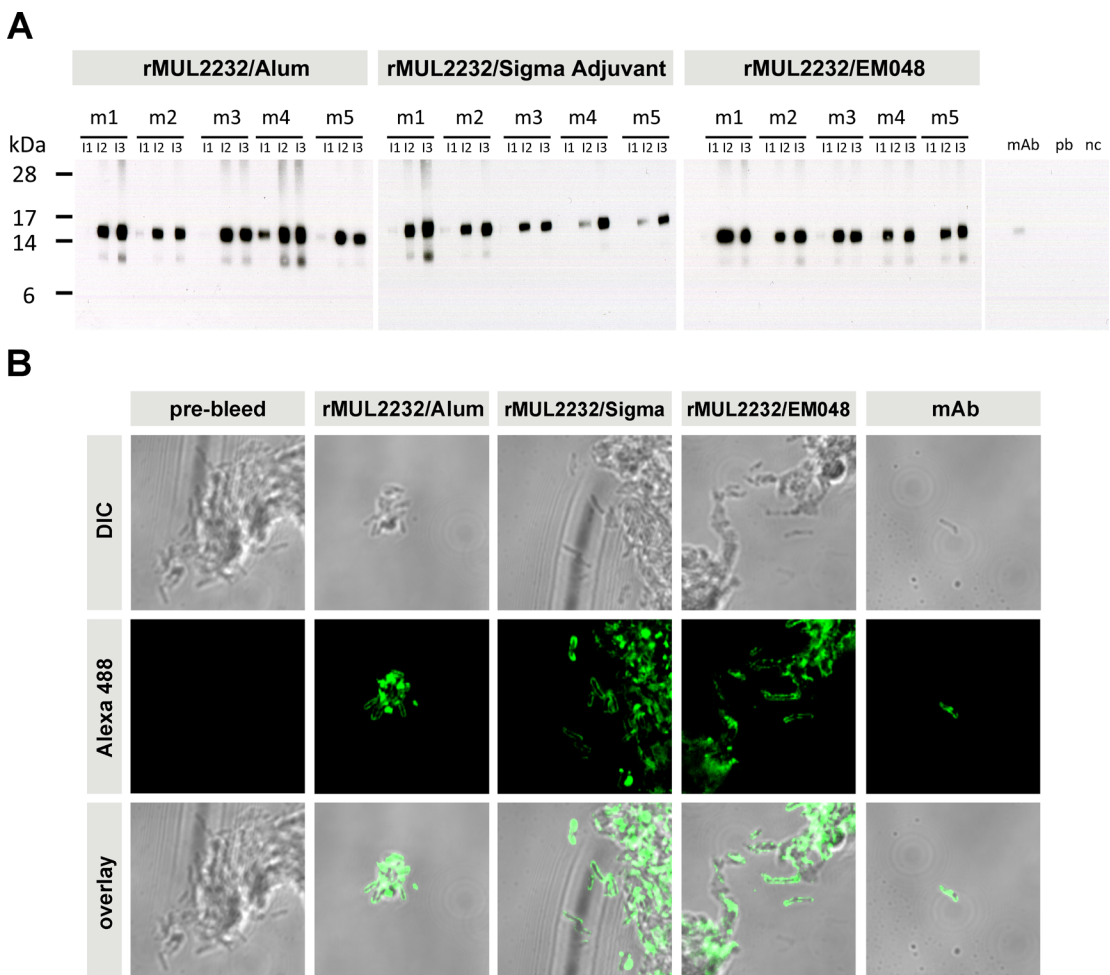 A
rMUL2232/Alum rMUL2232/Sigma Adjuvant rMUL2232/EM048
m1 m2 m3 m4 m5 m1 m2 m3 m4 m5 m1 m2 m3 m4 m5
kDa I1 I2 I3 I1 I2 I3 I1 I2 I3 I1 I2 I3 I1 I2 I3 I1 I2 I3 I1 I2 I3 I1 I2 I3 I1 I2 I3 I1 I2 I3 I1 I2 I3 I1 I2 I3 I1 I2 I3 I1 I2 I3 I1 I2 I3 mAb pb nc
28
17
14
6
B
pre-bleed rMUL2232/Alum rMUL2232/Sigma rMUL2232/EM048 mAb
DIC
Alexa 488
overlay